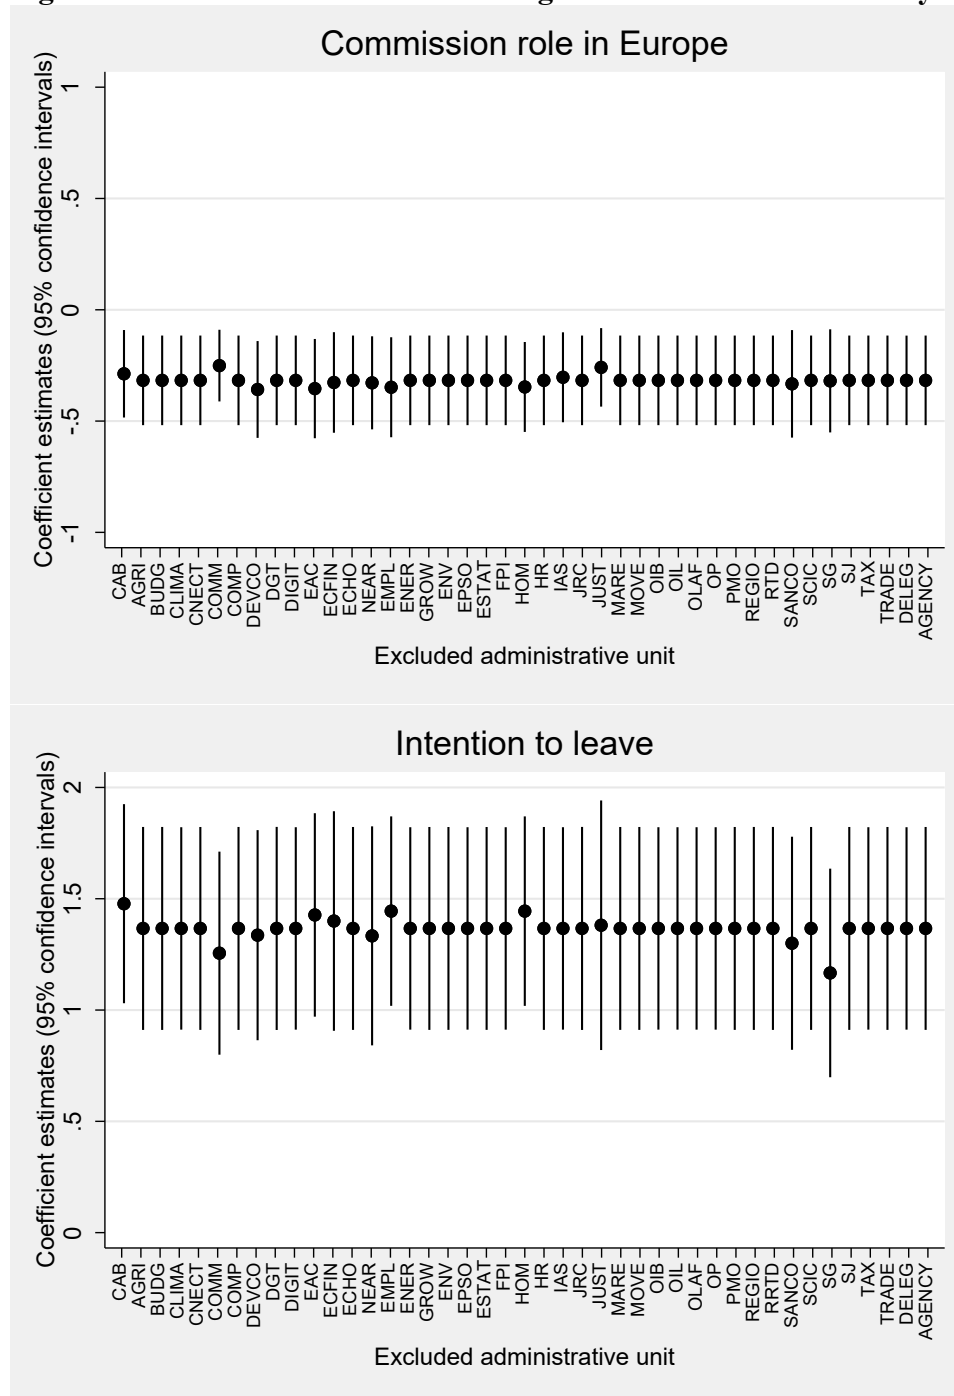 Commission role in Europe
Coefficient estimates (95% confidence intervals)
1
.5
0
-.5
-1
CAB
AGRI
BUDG
CLIMA
CNECT
COMM
COMP
DEVCO
DGT
DIGIT
EAC
ECFIN
ECHO
NEAR
EMPL
ENER
GROW
ENV
EPSO
ESTAT
FPI
HOM
HR
IAS
JRC
JUST
MARE
MOVE
OIB
OIL
OLAF
OP
PMO
REGIO
RRTD
SANCO
SCIC
SG
SJ
TAX
TRADE
DELEG
AGENCY
Excluded administrative unit
Intention to leave
Coefficient estimates (95% confidence intervals)
2
1.5
1
.5
0
CAB
AGRI
BUDG
CLIMA
CNECT
COMM
COMP
DEVCO
DGT
DIGIT
EAC
ECFIN
ECHO
NEAR
EMPL
ENER
GROW
ENV
EPSO
ESTAT
FPI
HOM
HR
IAS
JRC
JUST
MARE
MOVE
OIB
OIL
OLAF
OP
PMO
REGIO
RRTD
SANCO
SCIC
SG
SJ
TAX
TRADE
DELEG
AGENCY
Excluded administrative unit